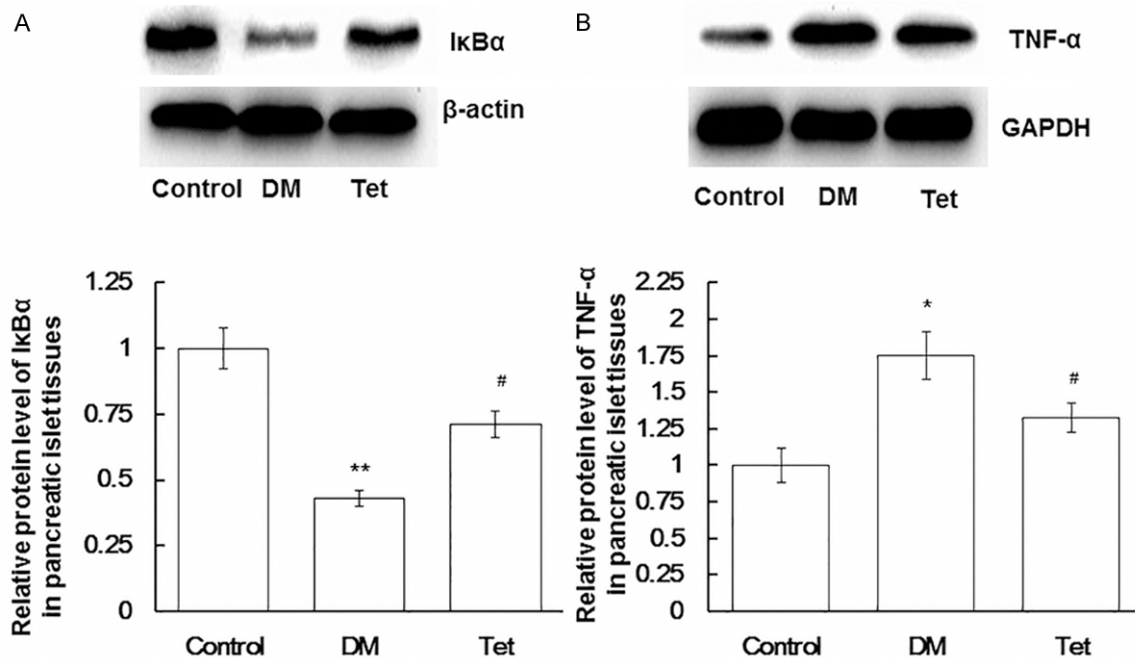 A
IκBα
β-actin
Control DM Tet
B
TNF-α
GAPDH
Control DM Tet
Relative protein level of IκBα
in pancreatic islet tissues
1.25
1
0.75
0.5
0.25
0
**
#
Control DM Tet
Relative protein level of TNF-α
in pancreatic islet tissues
2.25
2
1.75
1.5
1.25
1
0.75
0.5
0.25
0
*
#
Control DM Tet